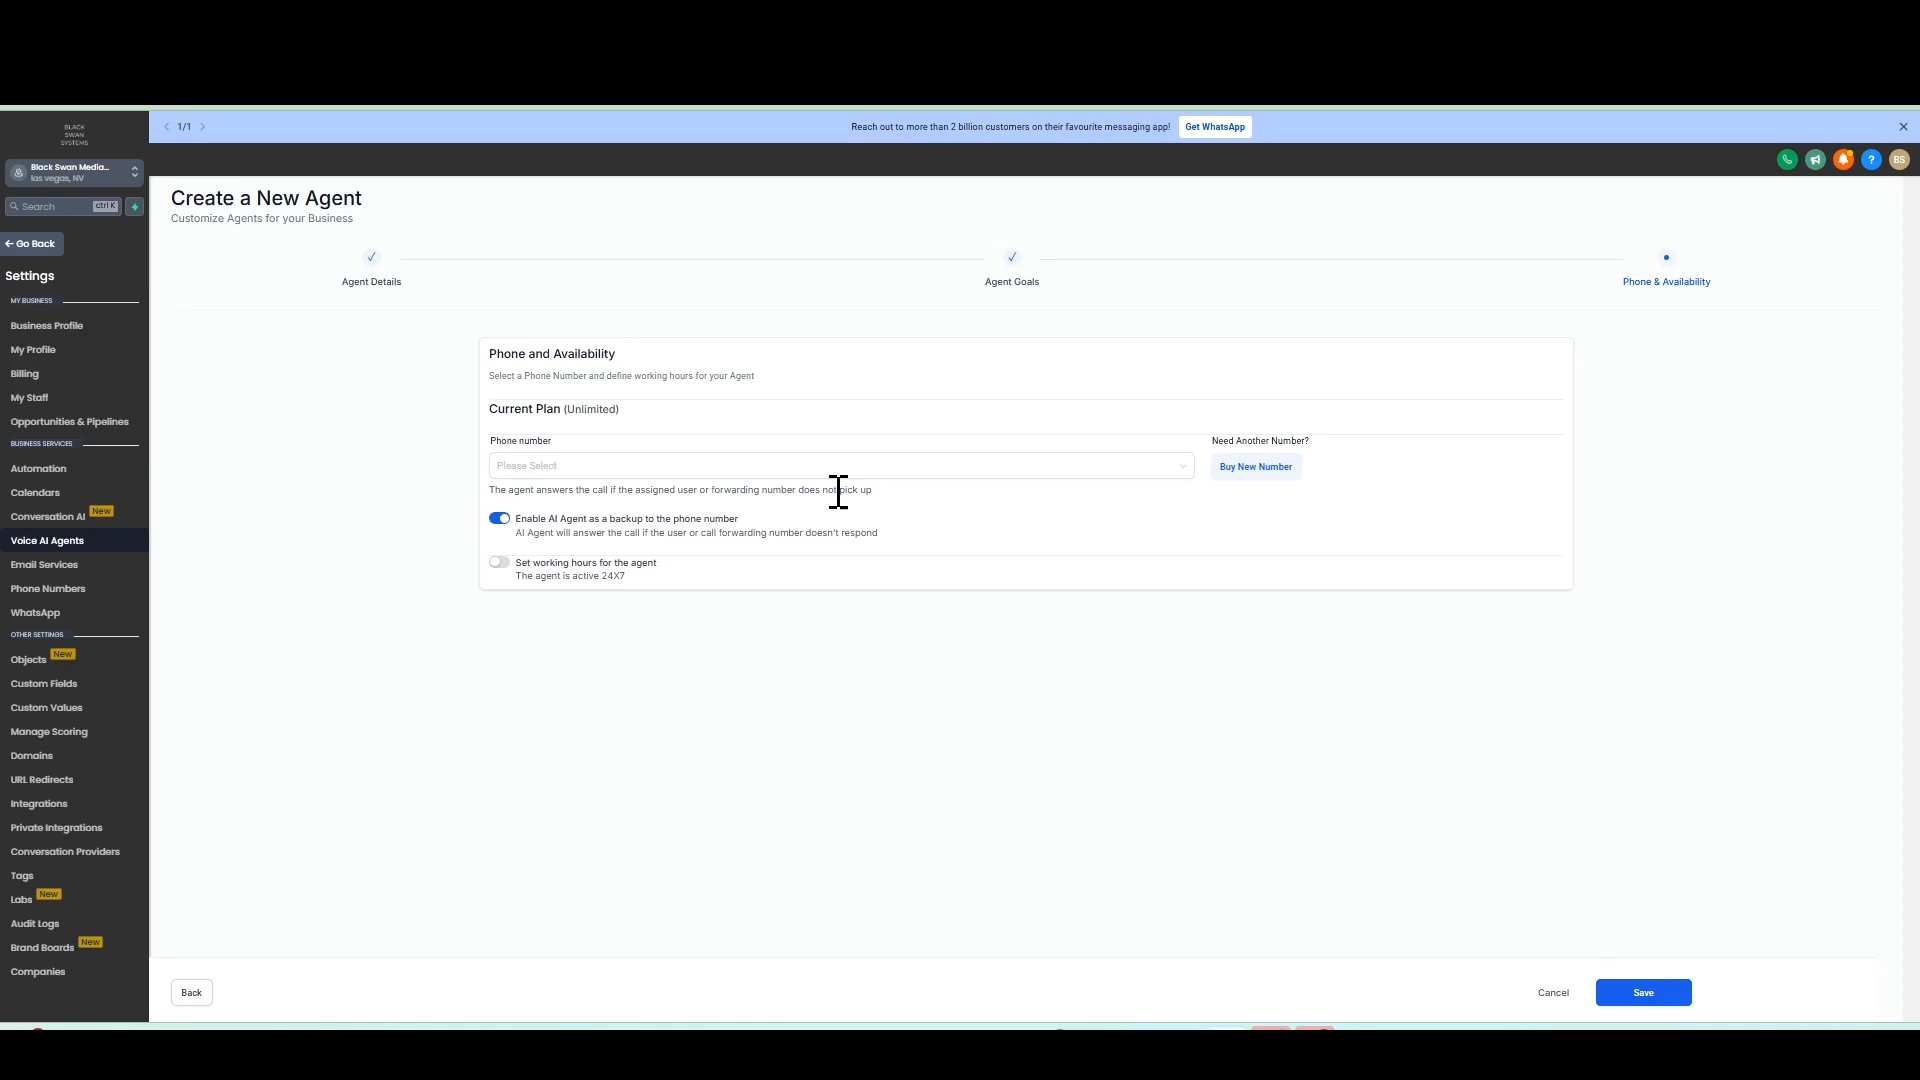 1/1
Reach out to more than 2 billion customers on their favourite messaging app!
Get WhatsApp
BLACK
SWAN
SYSTEMS
Black Swan Media...
las vegas, NV
Search
ctrl K
BS
Go Back
Settings
MY BUSINESS
Business Profile
My Profile
Billing
My Staff
Opportunities & Pipelines
BUSINESS SERVICES
Automation
Calendars
Conversation AI New
Voice AI Agents
Email Services
Phone Numbers
WhatsApp
OTHER SETTINGS
Objects New
Custom Fields
Custom Values
Manage Scoring
Domains
URL Redirects
Integrations
Private Integrations
Conversation Providers
Tags
Labs New
Audit Logs
Brand Boards New
Companies
Create a New Agent
Customize Agents for your Business
Agent Details
Agent Goals
Phone & Availability
Phone and Availability
Select a Phone Number and define working hours for your Agent
Current Plan (Unlimited)
Phone number
Need Another Number?
Please Select
Buy New Number
The agent answers the call if the assigned user or forwarding number does not pick up
Enable AI Agent as a backup to the phone number
AI Agent will answer the call if the user or call forwarding number doesn't respond
Set working hours for the agent
The agent is active 24X7
Back
Cancel
Save